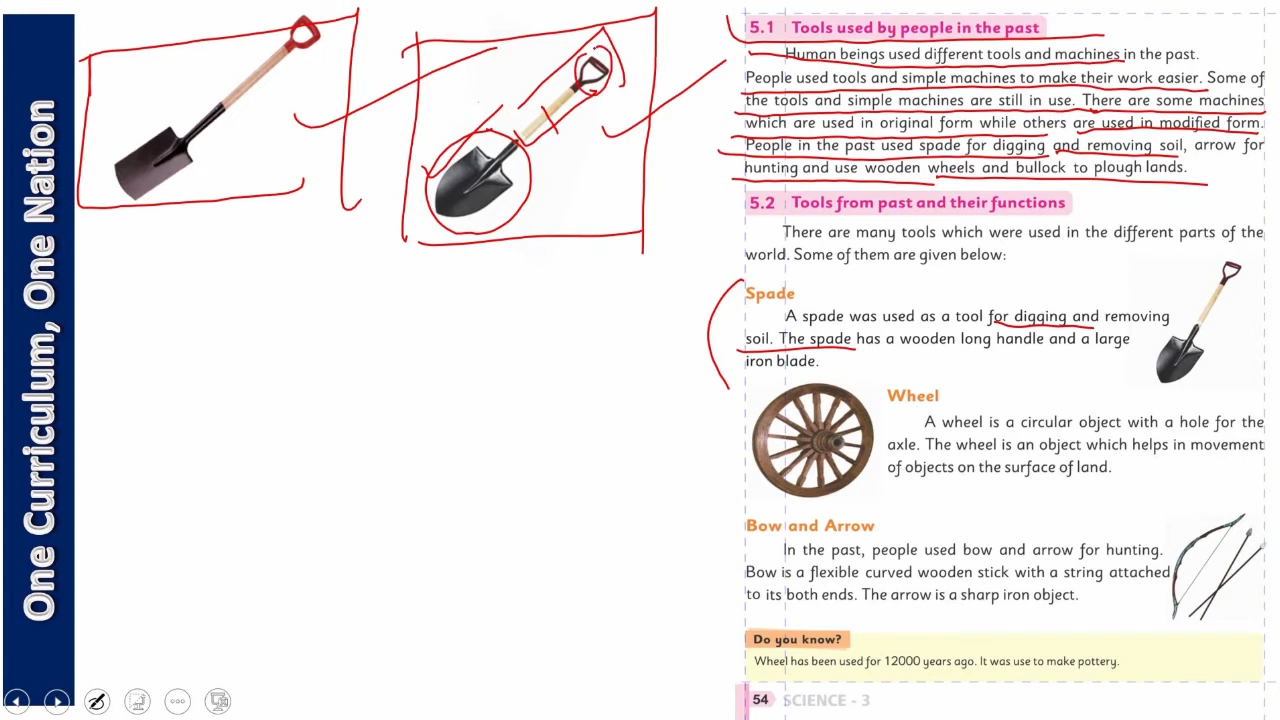 One Curriculum, One Nation
5.1 Tools used by people in the past
Human beings used different tools and machines in the past.
People used tools and simple machines to make their work easier. Some of
the tools and simple machines are still in use. There are some machines
which are used in original form while others are used in modified form.
People in the past used spade for digging and removing soil, arrow for
hunting and use wooden wheels and bullock to plough lands.
5.2 Tools from past and their functions
There are many tools which were used in the different parts of the
world. Some of them are given below:
Spade
A spade was used as a tool for digging and removing
soil. The spade has a wooden long handle and a large
iron blade.
Wheel
A wheel is a circular object with a hole for the
axle. The wheel is an object which helps in movement
of objects on the surface of land.
Bow and Arrow
In the past, people used bow and arrow for hunting.
Bow is a flexible curved wooden stick with a string attached
to its both ends. The arrow is a sharp iron object.
Do you know?
Wheel has been used for 12000 years ago. It was use to make pottery.
54 SCIENCE - 3